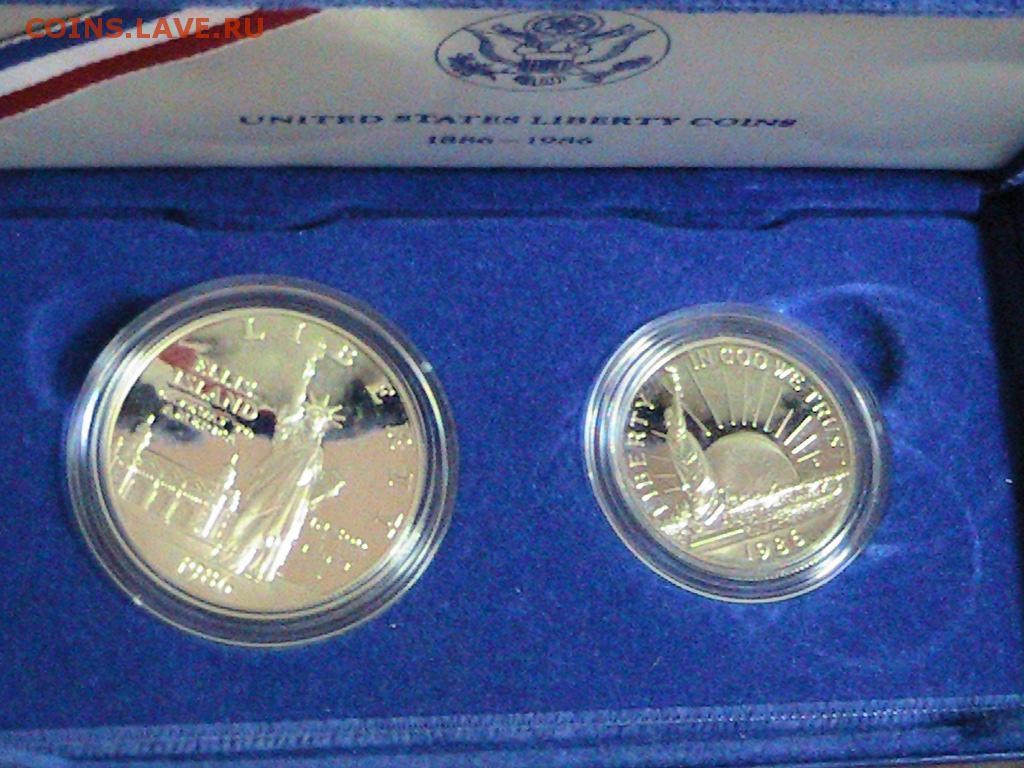 COINS.LAVE.RU
UNITED STATES LIBERTY COINS
1886–1986
LIBERTY
ELLIS
ISLAND
1986
IN GOD WE TRUST
LIBERTY
1986